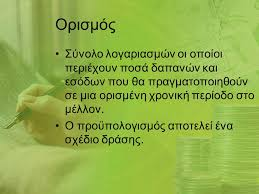 Ορισμός
• Σύνολο λογαριασμών οι οποίοι
περιέχουν ποσά δαπανών και
εσόδων που θα πραγματοποιηθούν
σε μια ορισμένη χρονική περίοδο στο
μέλλον.
• Ο προϋπολογισμός αποτελεί ένα
σχέδιο δράσης.